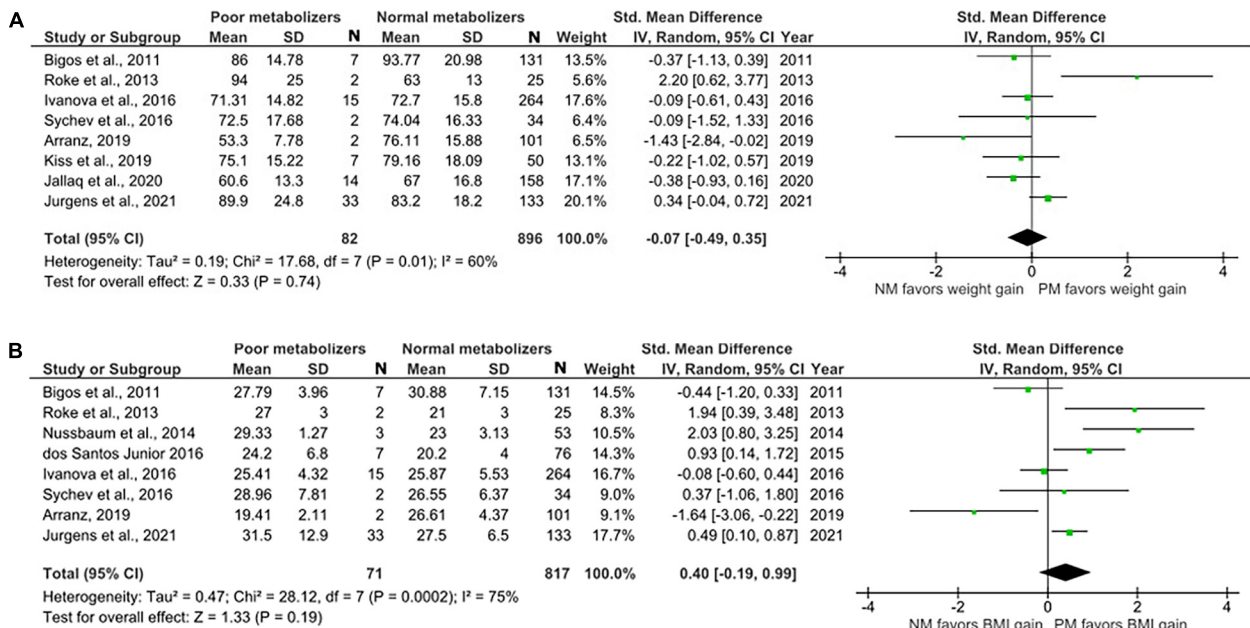 A
Poor metabolizers Normal metabolizers Std. Mean Difference Std. Mean Difference
Study or Subgroup Mean SD N Mean SD N Weight IV, Random, 95% CI Year IV, Random, 95% CI
Bigos et al., 2011 86 14.78 7 93.77 20.98 131 13.5% -0.37 [-1.13, 0.39] 2011
Roke et al., 2013 94 25 2 63 13 25 5.6% 2.20 [0.62, 3.77] 2013
Ivanova et al., 2016 71.31 14.82 15 72.7 15.8 264 17.6% -0.09 [-0.61, 0.43] 2016
Sychev et al., 2016 72.5 17.68 2 74.04 16.33 34 6.4% -0.09 [-1.52, 1.33] 2016
Arranz, 2019 53.3 7.78 2 76.11 15.88 101 6.5% -1.43 [-2.84, -0.02] 2019
Kiss et al., 2019 75.1 15.22 7 79.16 18.09 50 13.1% -0.22 [-1.02, 0.57] 2019
Jallaq et al., 2020 60.6 13.3 14 67 16.8 158 17.1% -0.38 [-0.93, 0.16] 2020
Jurgens et al., 2021 89.9 24.8 33 83.2 18.2 133 20.1% 0.34 [-0.04, 0.72] 2021
Total (95% CI) 82 896 100.0% -0.07 [-0.49, 0.35]
Heterogeneity: Tau² = 0.19; Chi² = 17.68, df = 7 (P = 0.01); I² = 60%
Test for overall effect: Z = 0.33 (P = 0.74)
-4 -2 0 2 4
NM favors weight gain PM favors weight gain
B
Poor metabolizers Normal metabolizers Std. Mean Difference Std. Mean Difference
Study or Subgroup Mean SD N Mean SD N Weight IV, Random, 95% CI Year IV, Random, 95% CI
Bigos et al., 2011 27.79 3.96 7 30.88 7.15 131 14.5% -0.44 [-1.20, 0.33] 2011
Roke et al., 2013 27 3 2 21 3 25 8.3% 1.94 [0.39, 3.48] 2013
Nussbaum et al., 2014 29.33 1.27 3 23 3.13 53 10.5% 2.03 [0.80, 3.25] 2014
dos Santos Junior 2016 24.2 6.8 7 20.2 4 76 14.3% 0.93 [0.14, 1.72] 2015
Ivanova et al., 2016 25.41 4.32 15 25.87 5.53 264 16.7% -0.08 [-0.60, 0.44] 2016
Sychev et al., 2016 28.96 7.81 2 26.55 6.37 34 9.0% 0.37 [-1.06, 1.80] 2016
Arranz, 2019 19.41 2.11 2 26.61 4.37 101 9.1% -1.64 [-3.06, -0.22] 2019
Jurgens et al., 2021 31.5 12.9 33 27.5 6.5 133 17.7% 0.49 [0.10, 0.87] 2021
Total (95% CI) 71 817 100.0% 0.40 [-0.19, 0.99]
Heterogeneity: Tau² = 0.47; Chi² = 28.12, df = 7 (P = 0.0002); I² = 75%
Test for overall effect: Z = 1.33 (P = 0.19)
-4 -2 0 2 4
NM favors BMI gain PM favors BMI gain